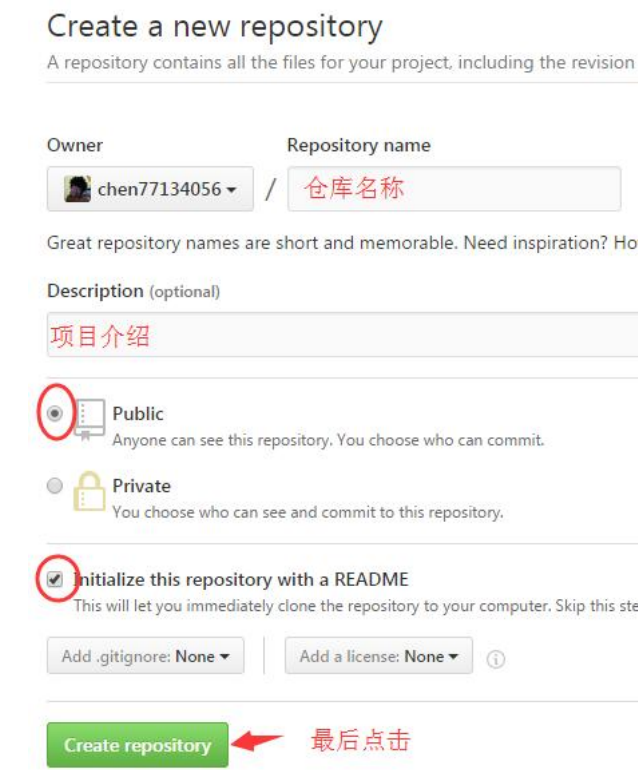 Create a new repository
A repository contains all the files for your project, including the revision
Owner Repository name
chen77134056 / 仓库名称
Great repository names are short and memorable. Need inspiration? Ho
Description (optional)
项目介绍
Public
Anyone can see this repository. You choose who can commit.
Private
You choose who can see and commit to this repository.
Initialize this repository with a README
This will let you immediately clone the repository to your computer. Skip this ste
Add .gitignore: None Add a license: None
Create repository 最后点击